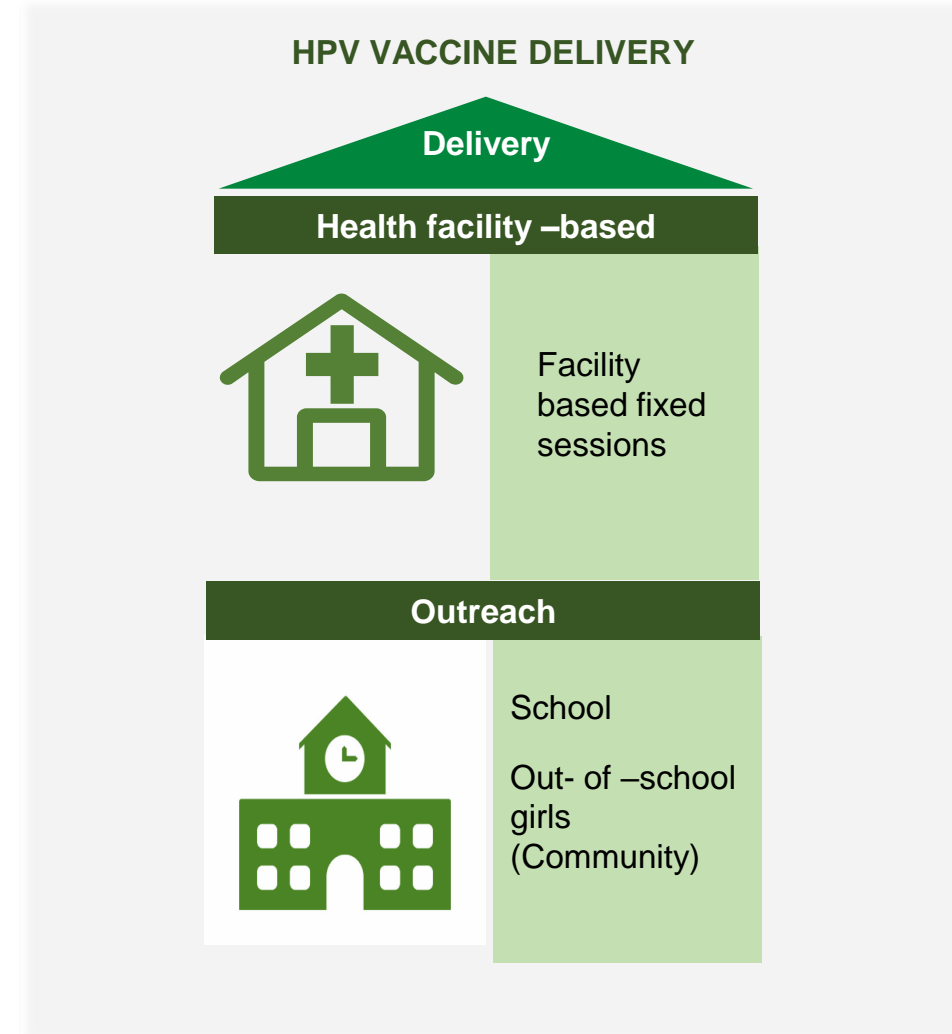 HPV VACCINE DELIVERY
Delivery
Health facility –based
Facility
based fixed
sessions
Outreach
School
Out- of –school
girls
(Community)